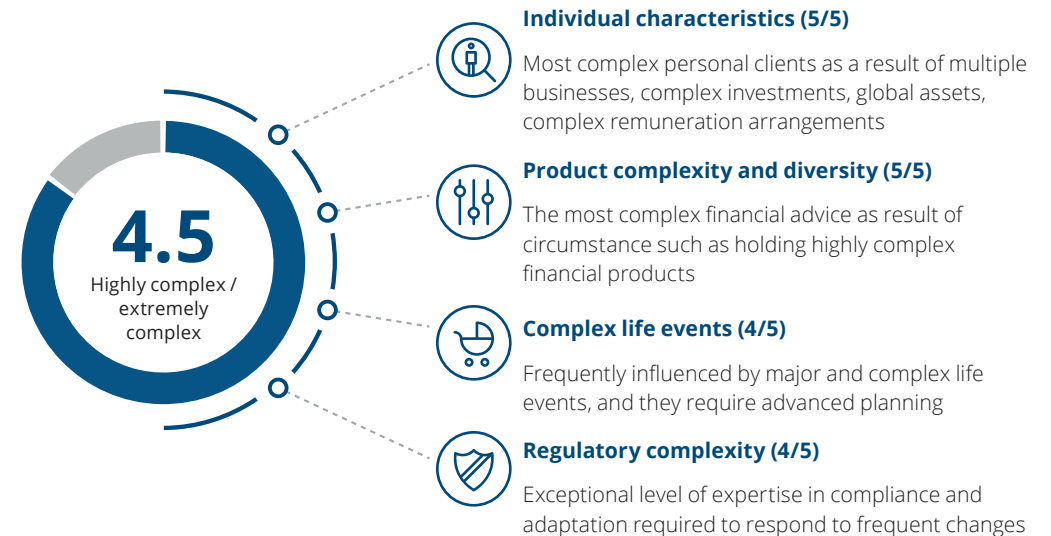 4.5
Highly complex /
extremely
complex
Individual characteristics (5/5)
Most complex personal clients as a result of multiple
businesses, complex investments, global assets,
complex remuneration arrangements
Product complexity and diversity (5/5)
The most complex financial advice as result of
circumstance such as holding highly complex
financial products
Complex life events (4/5)
Frequently influenced by major and complex life
events, and they require advanced planning
Regulatory complexity (4/5)
Exceptional level of expertise in compliance and
adaptation required to respond to frequent changes